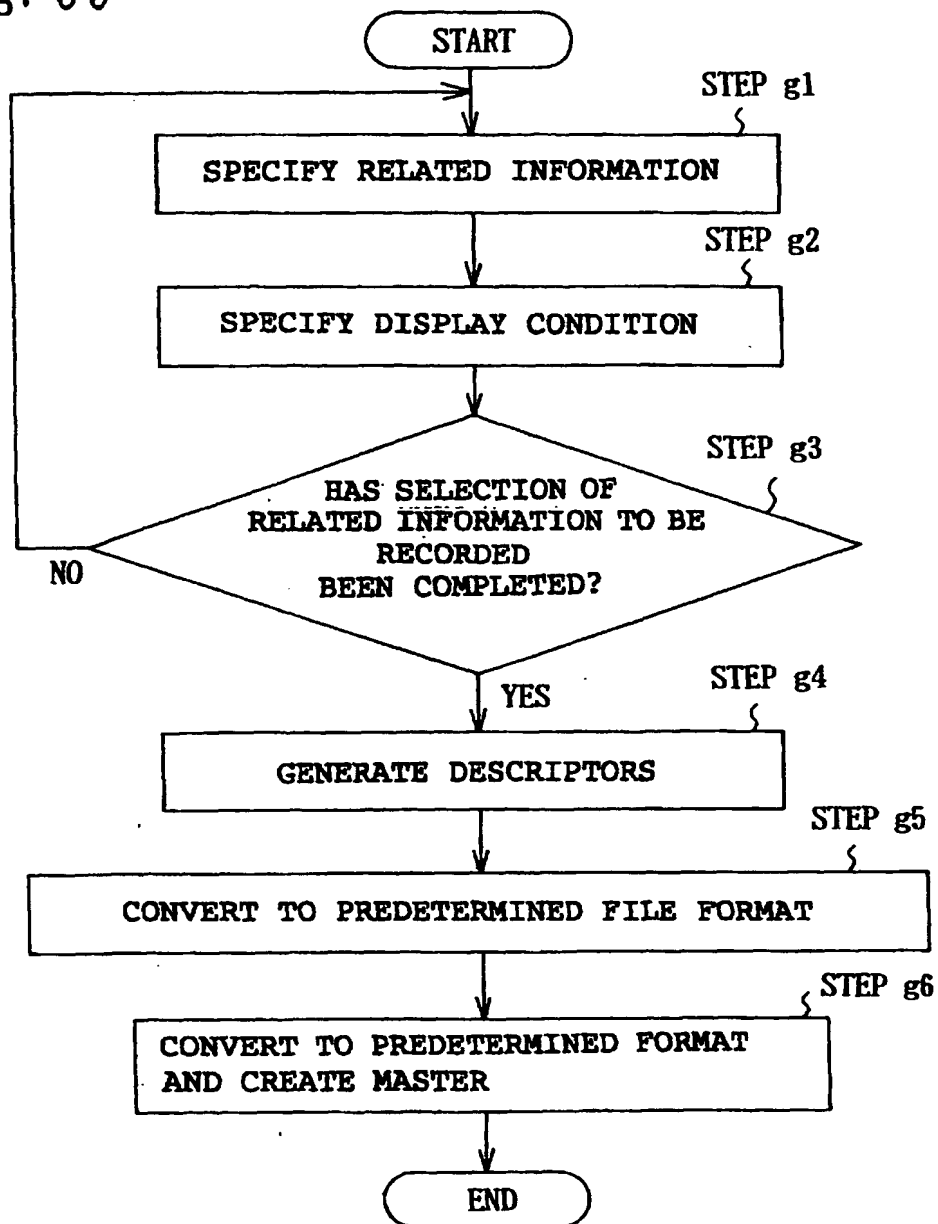 START
STEP g1
SPECIFY RELATED INFORMATION
STEP g2
SPECIFY DISPLAY CONDITION
STEP g3
HAS SELECTION OF
RELATED INFORMATION TO BE
RECORDED
BEEN COMPLETED?
NO
YES
STEP g4
GENERATE DESCRIPTORS
STEP g5
CONVERT TO PREDETERMINED FILE FORMAT
STEP g6
CONVERT TO PREDETERMINED FORMAT
AND CREATE MASTER
END